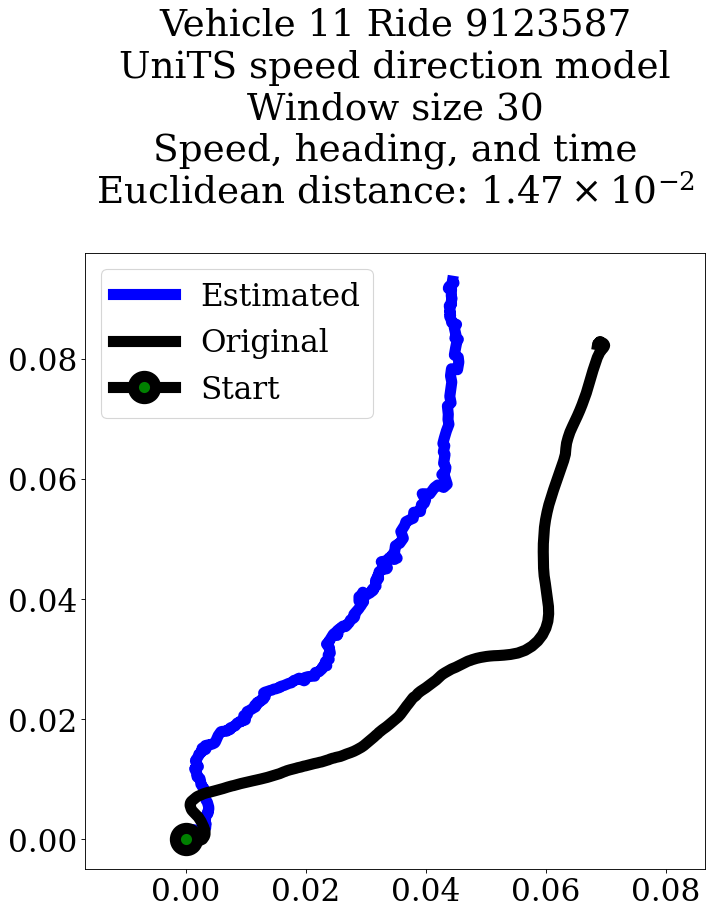 Vehicle 11 Ride 9123587
UniTS speed direction model
Window size 30
Speed, heading, and time
Euclidean distance: 1.47 × 10⁻²
Estimated
Original
Start
0.08
0.06
0.04
0.02
0.00
0.00 0.02 0.04 0.06 0.08